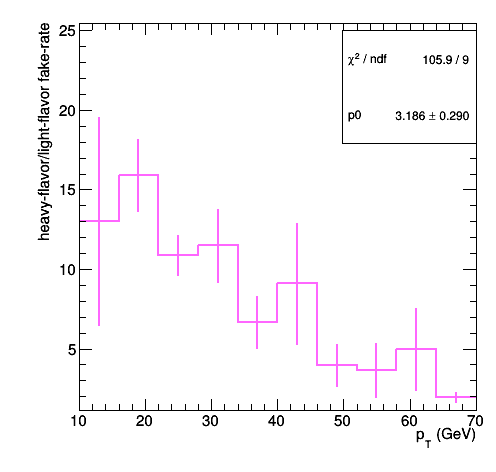 heavy-flavor/light-flavor fake-rate
25
20
15
10
5
χ² / ndf 105.9 / 9
p0 3.186 ± 0.290
10 20 30 40 50 60 70
p_T (GeV)